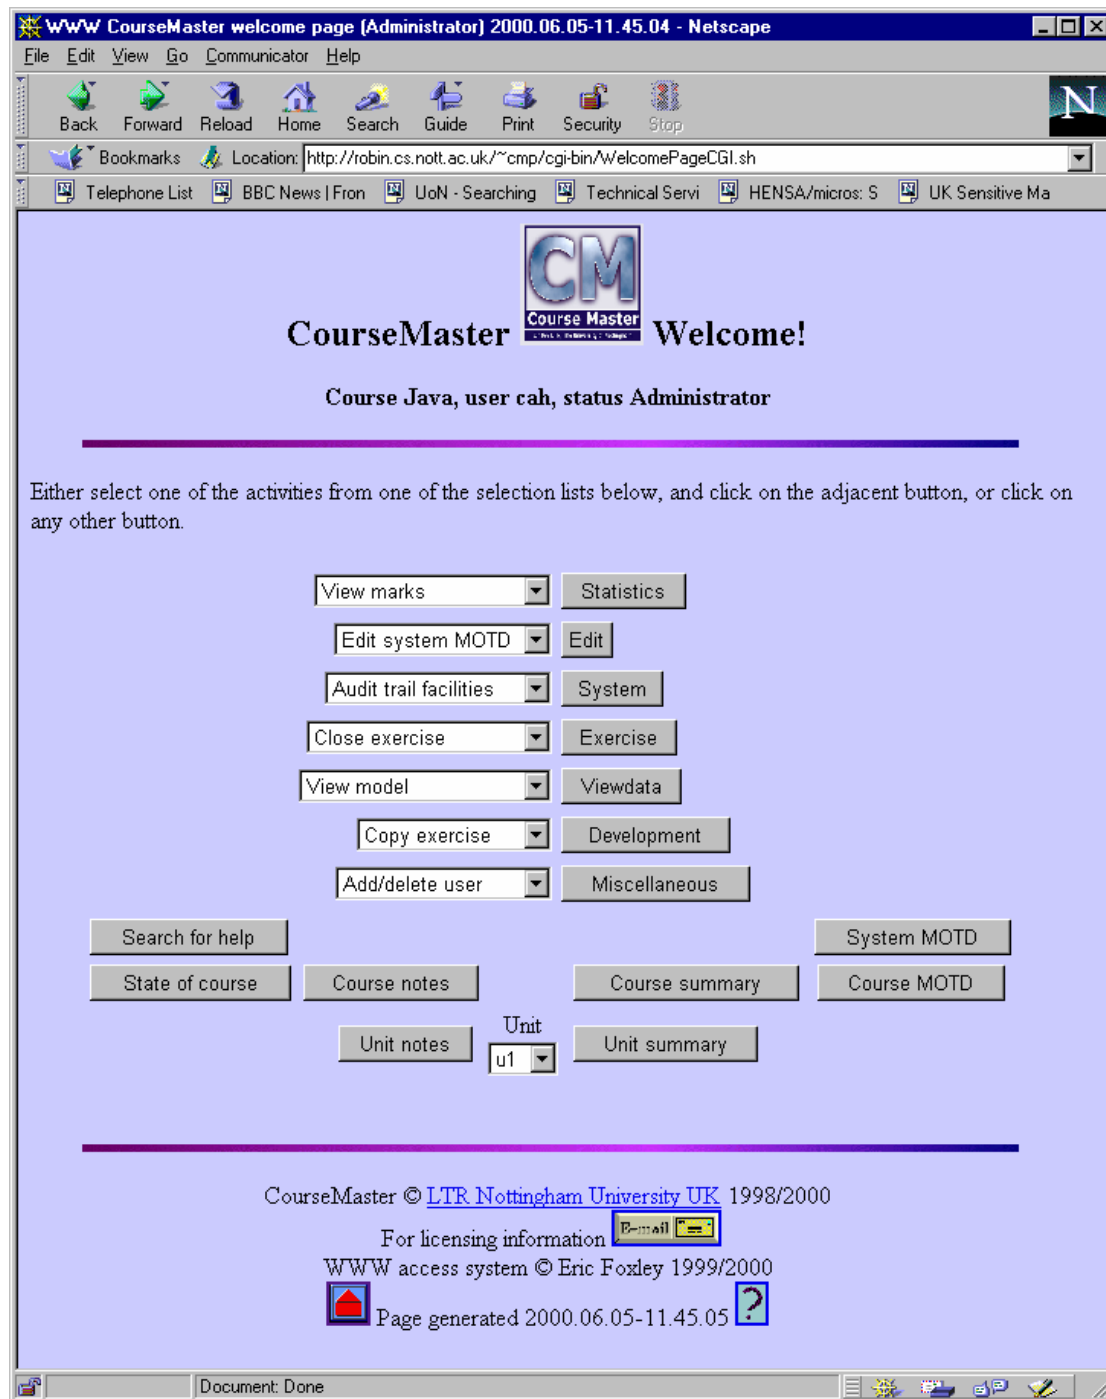 WWW CourseMaster welcome page (Administrator) 2000.06.05-11.45.04 - Netscape
File Edit View Go Communicator Help
N
Back Forward Reload Home Search Guide Print Security Stop
Bookmarks Location: http://robin.cs.nott.ac.uk/~cmp/cgi-bin/WelcomePageCGI.sh
Telephone List BBC News | Fron UoN - Searching Technical Servi HENSA/micros: S UK Sensitive Ma
CM
Course Master
CourseMaster Welcome!
Course Java, user cah, status Administrator
Either select one of the activities from one of the selection lists below, and click on the adjacent button, or click on
any other button.
View marks Statistics
Edit system MOTD Edit
Audit trail facilities System
Close exercise Exercise
View model Viewdata
Copy exercise Development
Add/delete user Miscellaneous
Search for help System MOTD
State of course Course notes Course summary Course MOTD
Unit
Unit notes u1 Unit summary
CourseMaster © LTR Nottingham University UK 1998/2000
For licensing information E-mail
WWW access system © Eric Foxley 1999/2000
Page generated 2000.06.05-11.45.05 ?
Document: Done